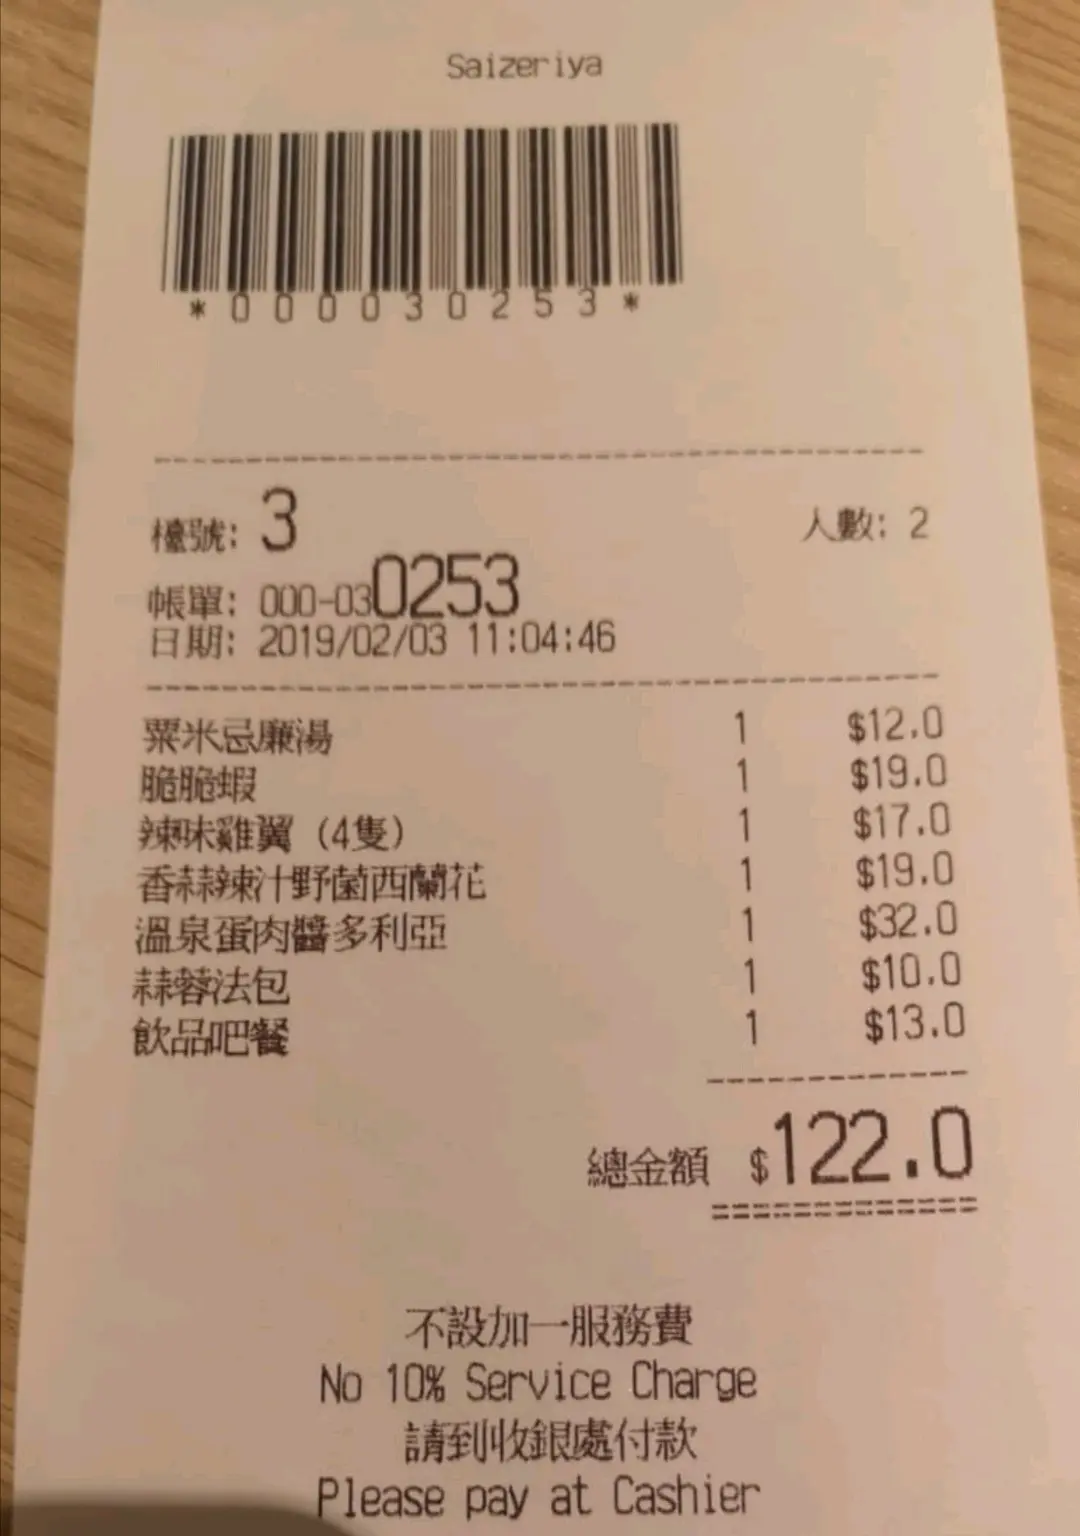 Saizeriya
*000030253*
檯號: 3 人數: 2
帳單: 000-030253
日期: 2019/02/03 11:04:46
粟米忌廉湯 1 $12.0
脆脆蝦 1 $19.0
辣味雞翼 (4隻) 1 $17.0
香蒜辣汁野菌西蘭花 1 $19.0
溫泉蛋肉醬多利亞 1 $32.0
蒜蓉法包 1 $10.0
飲品吧餐 1 $13.0
總金額 $122.0
不設加一服務費
No 10% Service Charge
請到收銀處付款
Please pay at Cashier